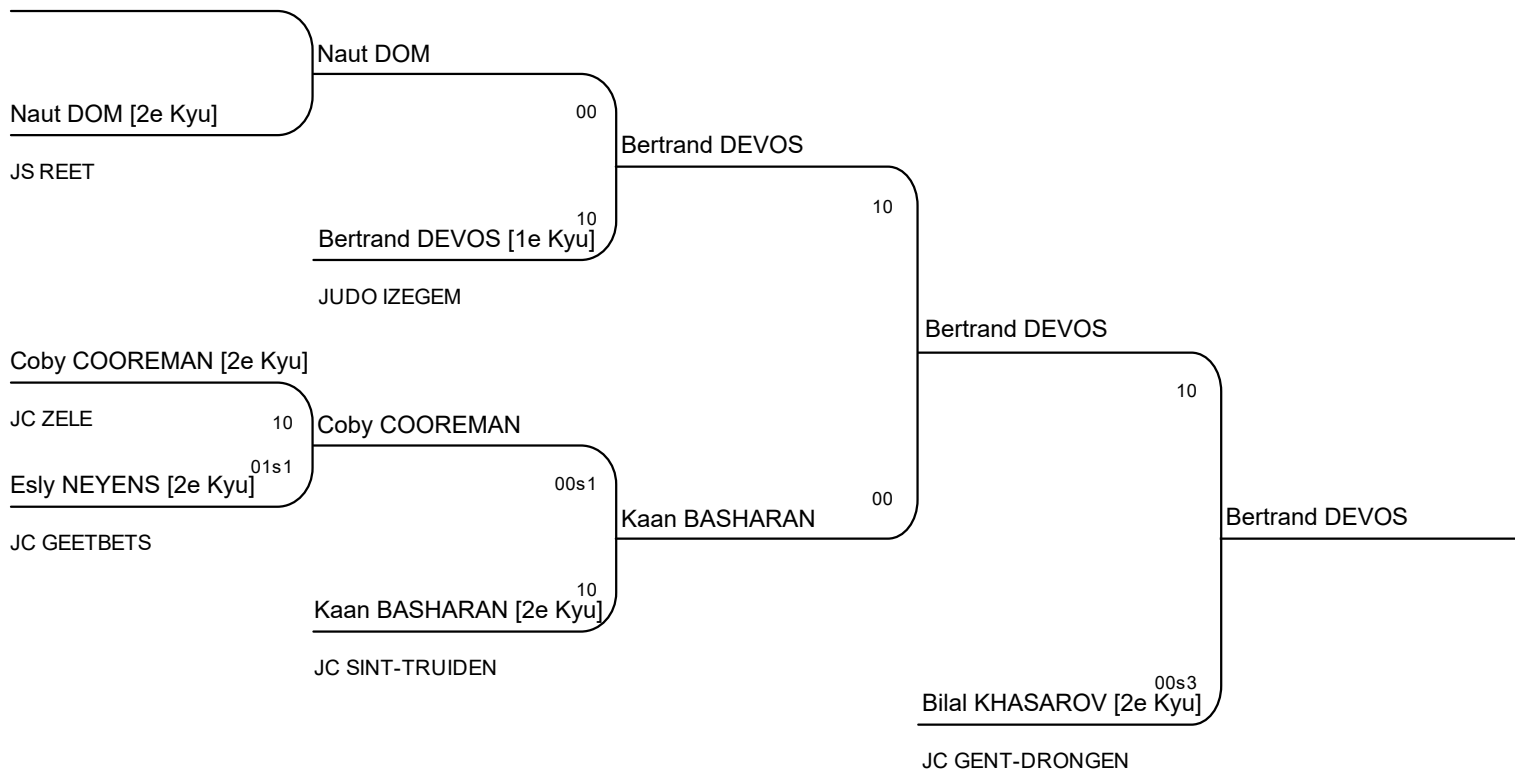 Naut DOM
Naut DOM [2e Kyu]
00
JS REET
Bertrand DEVOS
10
Bertrand DEVOS [1e Kyu]
10
JUDO IZEGEM
Bertrand DEVOS
Coby COOREMAN [2e Kyu]
10
JC ZELE
10
Coby COOREMAN
01s1
Esly NEYENS [2e Kyu]
00s1
00
Kaan BASHARAN
Bertrand DEVOS
JC GEETBETS
10
Kaan BASHARAN [2e Kyu]
JC SINT-TRUIDEN
00s3
Bilal KHASAROV [2e Kyu]
JC GENT-DRONGEN